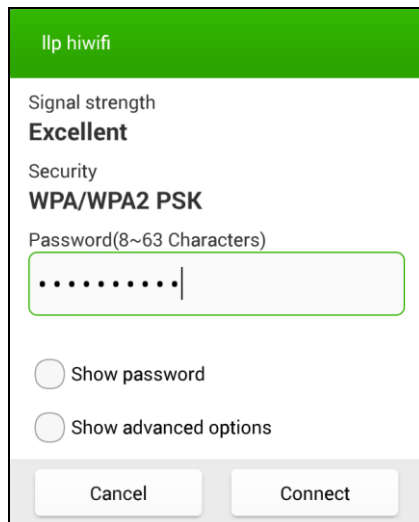 llp hiwifi
Signal strength
Excellent
Security
WPA/WPA2 PSK
Password(8~63 Characters)
••••••••••
Show password
Show advanced options
Cancel
Connect